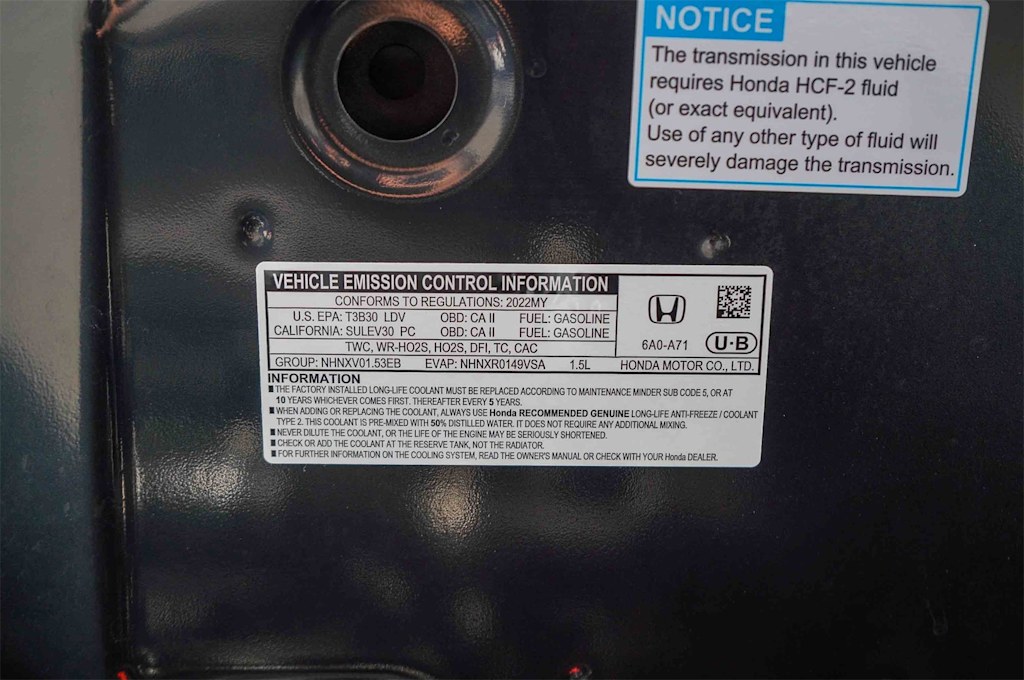 NOTICE
The transmission in this vehicle
requires Honda HCF-2 fluid
(or exact equivalent).
Use of any other type of fluid will
severely damage the transmission.
VEHICLE EMISSION CONTROL INFORMATION
CONFORMS TO REGULATIONS: 2022MY
U.S. EPA: T3B30 LDV OBD: CA II FUEL: GASOLINE
CALIFORNIA: SULEV30 PC OBD: CA II FUEL: GASOLINE
TWC, WR-HO2S, HO2S, DFI, TC, CAC
6A0-A71 U·B
GROUP: NHNXV01.53EB EVAP: NHNXR0149VSA 1.5L HONDA MOTOR CO., LTD.
INFORMATION
■ THE FACTORY INSTALLED LONG-LIFE COOLANT MUST BE REPLACED ACCORDING TO MAINTENANCE MINDER SUB CODE 5, OR AT
10 YEARS WHICHEVER COMES FIRST. THEREAFTER EVERY 5 YEARS.
■ WHEN ADDING OR REPLACING THE COOLANT, ALWAYS USE Honda RECOMMENDED GENUINE LONG-LIFE ANTI-FREEZE / COOLANT
TYPE 2. THIS COOLANT IS PRE-MIXED WITH 50% DISTILLED WATER. IT DOES NOT REQUIRE ANY ADDITIONAL MIXING.
■ NEVER DILUTE THE COOLANT, OR THE LIFE OF THE ENGINE MAY BE SERIOUSLY SHORTENED.
■ CHECK OR ADD THE COOLANT AT THE RESERVE TANK, NOT THE RADIATOR.
■ FOR FURTHER INFORMATION ON THE COOLING SYSTEM, READ THE OWNER'S MANUAL OR CHECK WITH YOUR Honda DEALER.